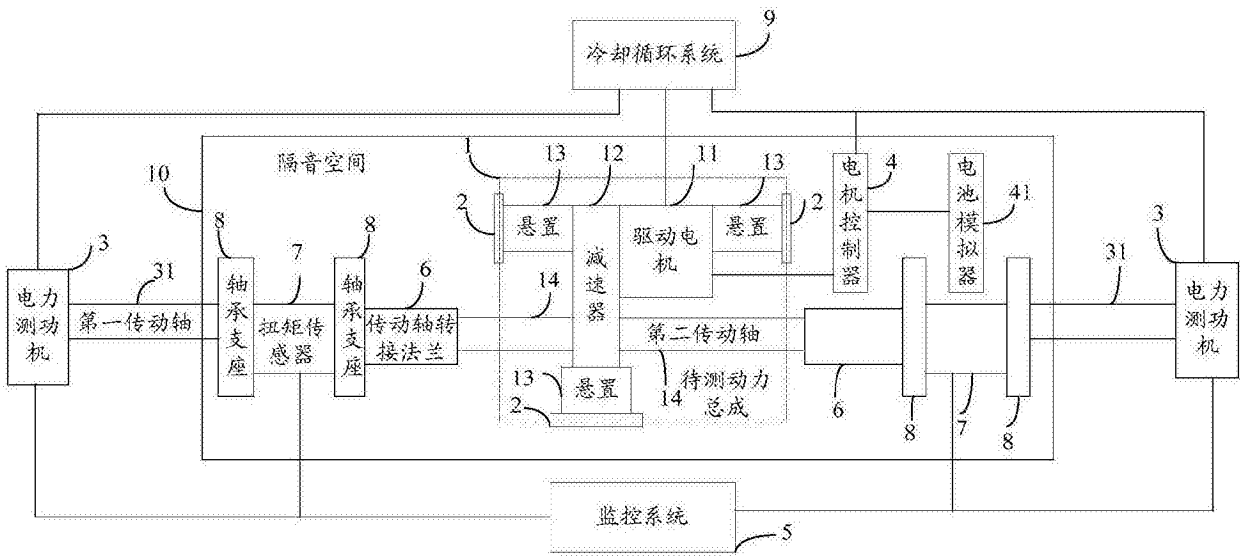 冷却循环系统
9
隔音空间
1
13
12
11
13
10
2
悬置
驱动电机
悬置
2
电机控制器
4
电池模拟器
41
减速器
3
31
8
7
8
6
14
电力测动机
第一传动轴
轴承支座
扭矩传感器
轴承支座
传动轴转接法兰
第二传动轴
31
3
电力测功机
13
悬置
2
14
待测动力总成
6
8
7
8
监控系统
5